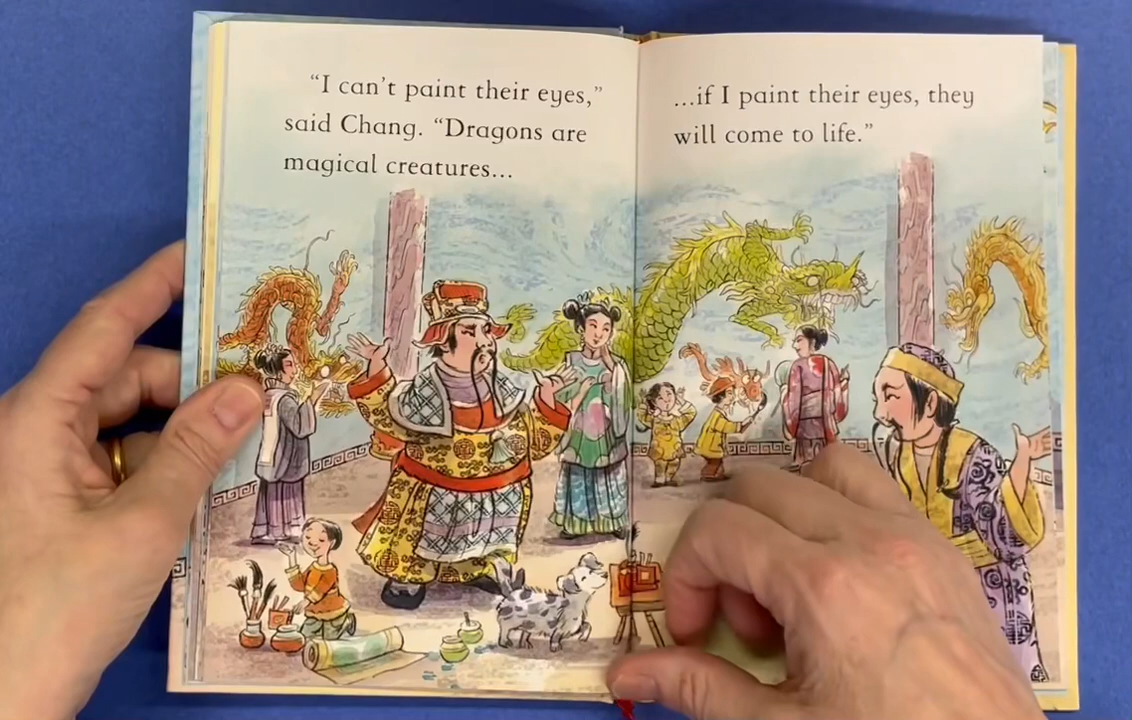 “I can’t paint their eyes,”
said Chang. “Dragons are
magical creatures...
...if I paint their eyes, they
will come to life.”